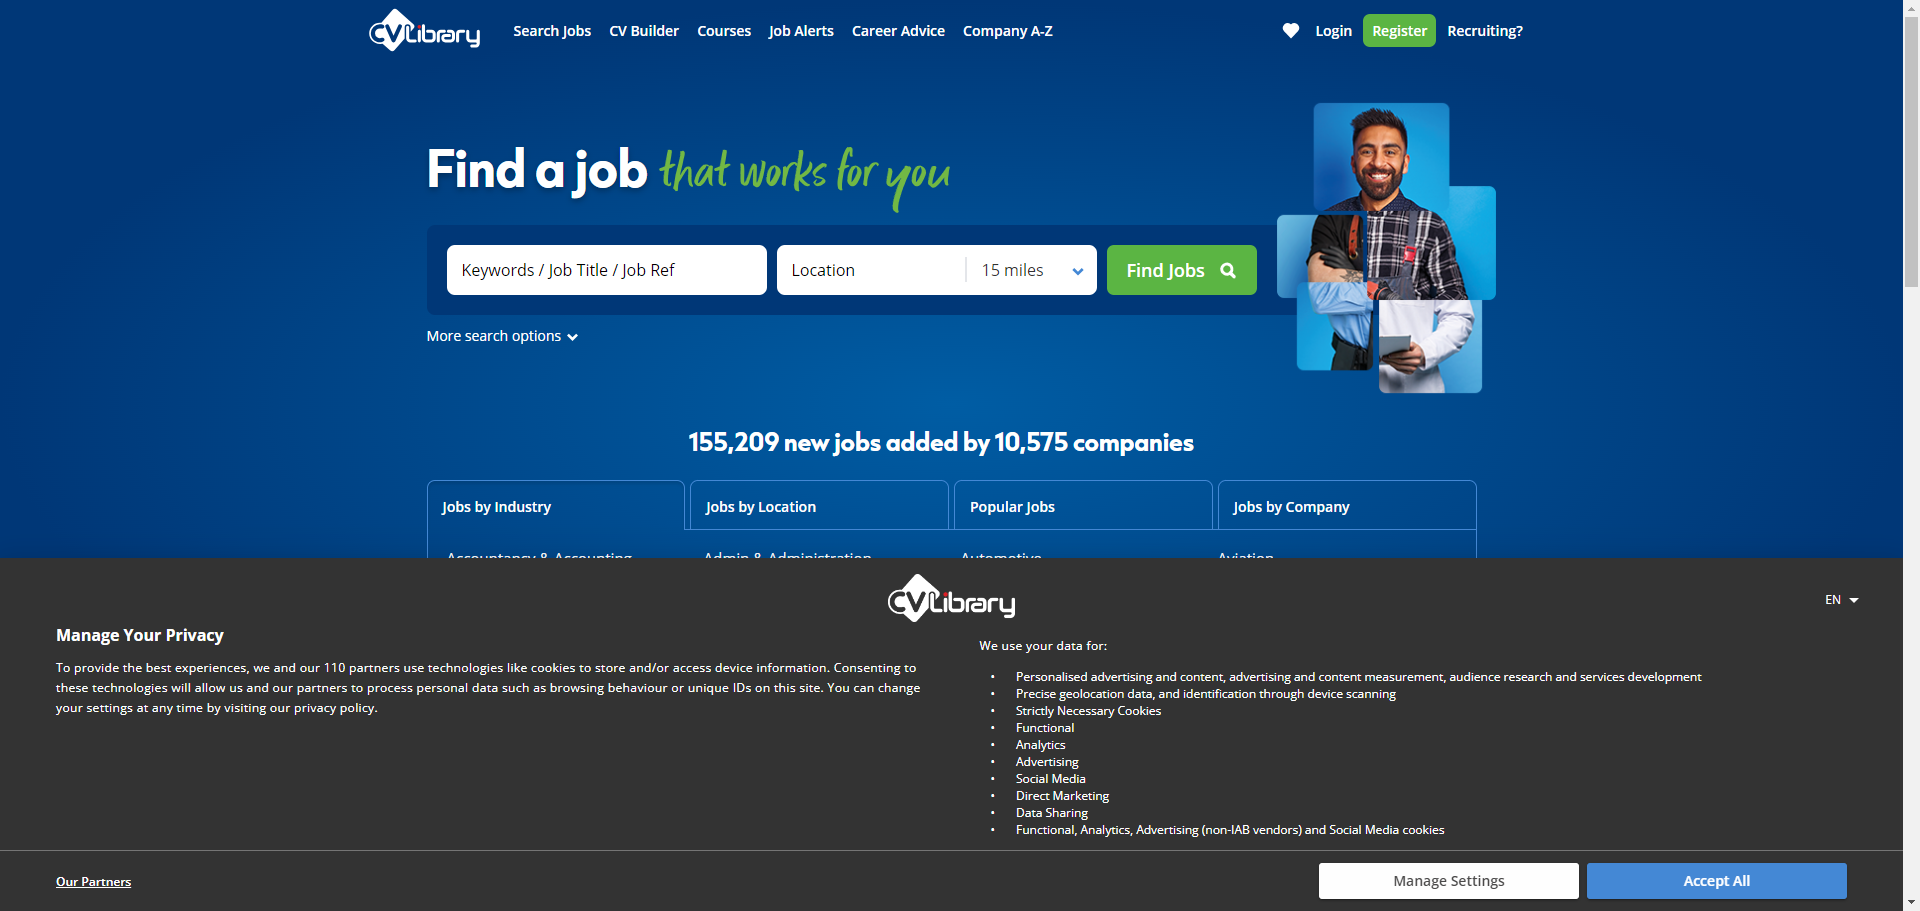 CVLibrary
Search Jobs
CV Builder
Courses
Job Alerts
Career Advice
Company A-Z
Login
Register
Recruiting?
Find a job that works for you
Keywords / Job Title / Job Ref
Location
15 miles
Find Jobs
More search options
155,209 new jobs added by 10,575 companies
Jobs by Industry
Jobs by Location
Popular Jobs
Jobs by Company
Accountancy & Accounting
Admin & Administration
Automotive
Aviation
CVLibrary
EN
Manage Your Privacy
To provide the best experiences, we and our 110 partners use technologies like cookies to store and/or access device information. Consenting to
these technologies will allow us and our partners to process personal data such as browsing behaviour or unique IDs on this site. You can change
your settings at any time by visiting our privacy policy.
We use your data for:
• Personalised advertising and content, advertising and content measurement, audience research and services development
• Precise geolocation data, and identification through device scanning
• Strictly Necessary Cookies
• Functional
• Analytics
• Advertising
• Social Media
• Direct Marketing
• Data Sharing
• Functional, Analytics, Advertising (non-IAB vendors) and Social Media cookies
Our Partners
Manage Settings
Accept All